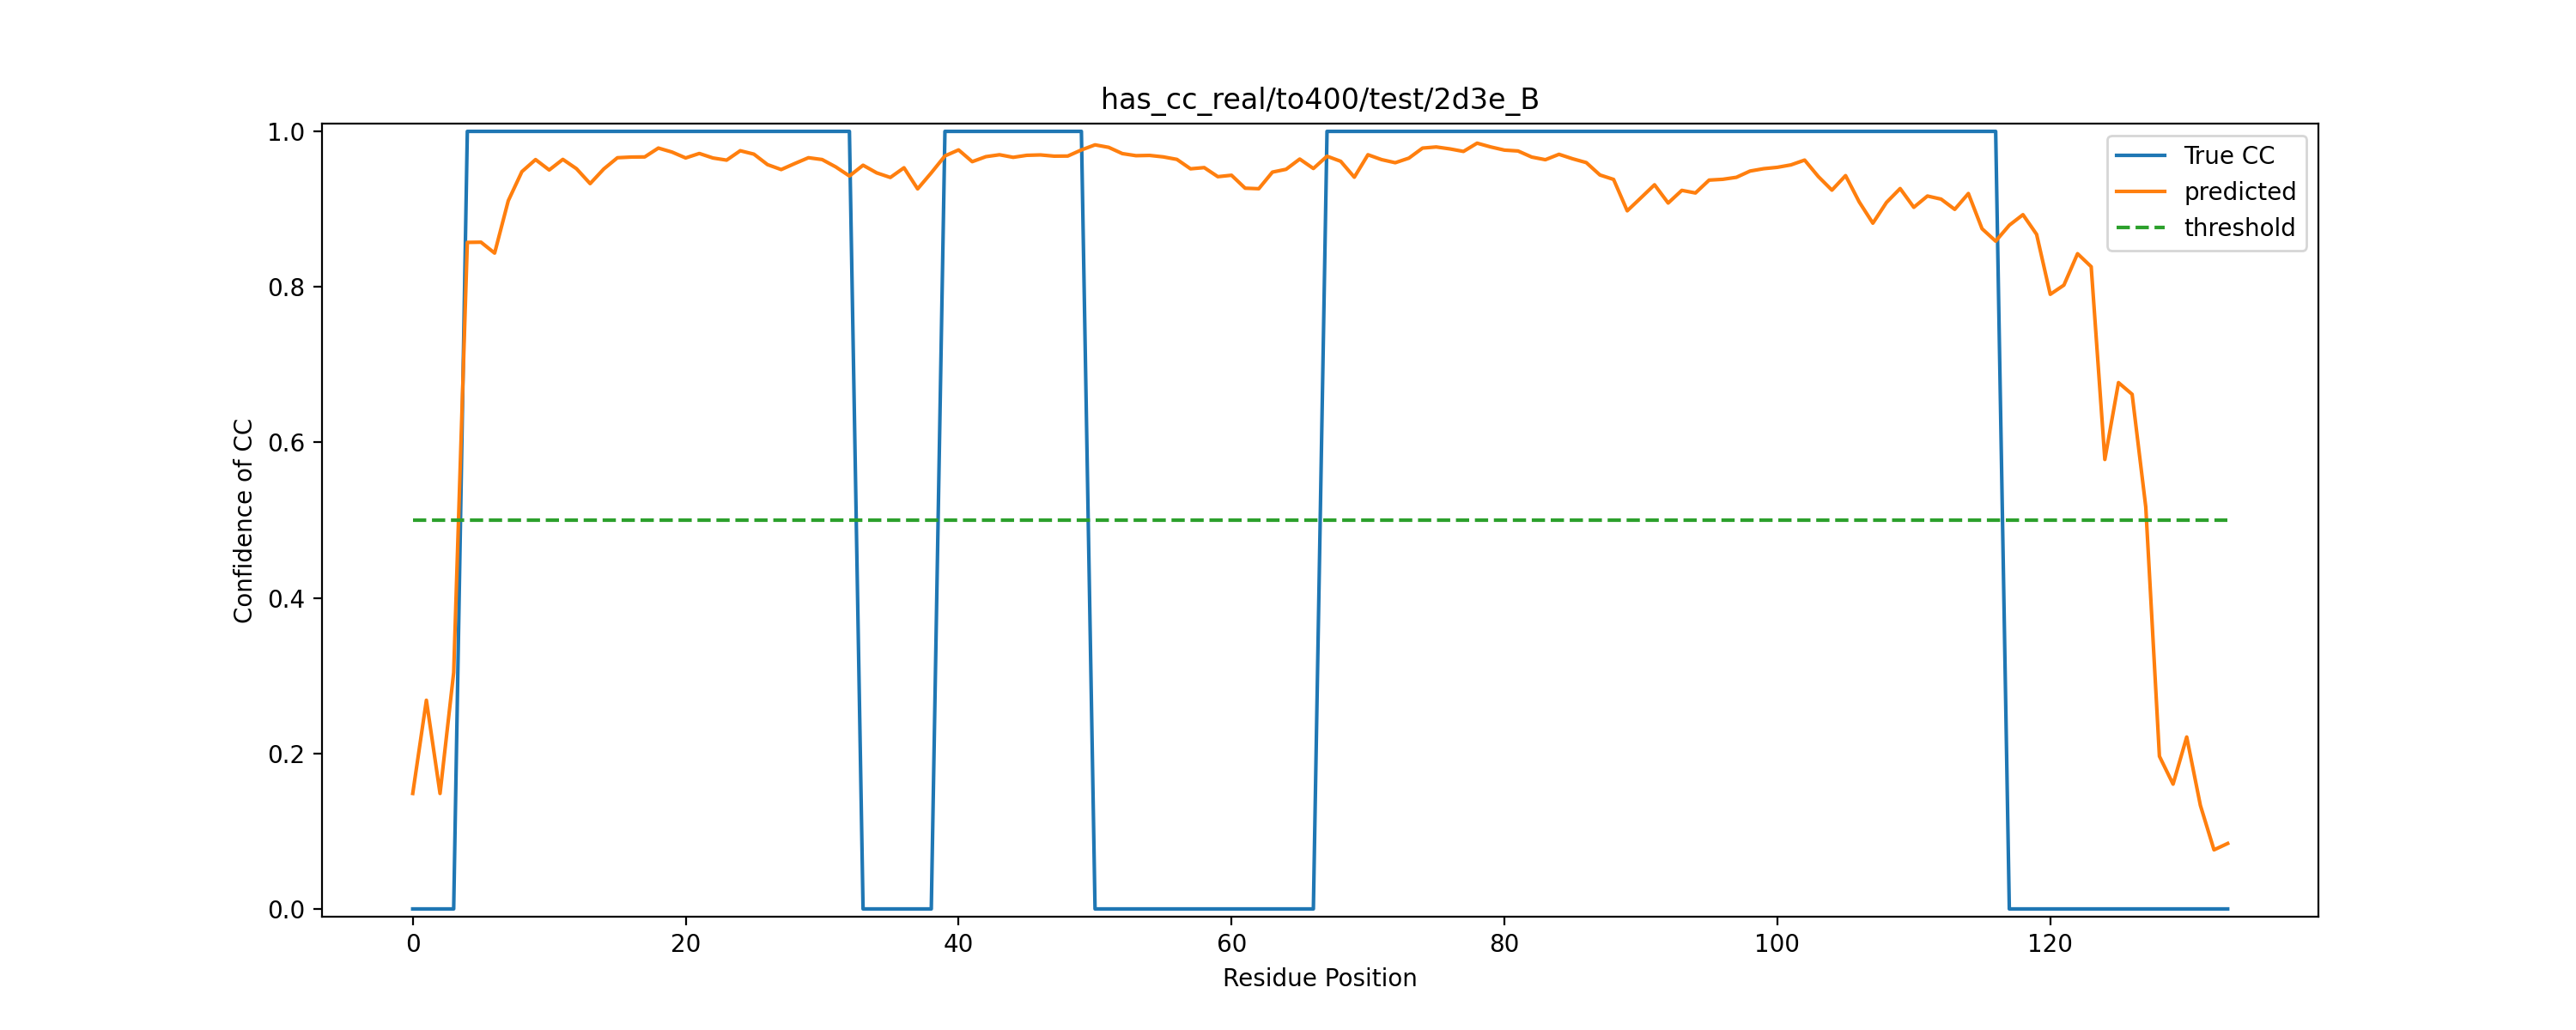 has_cc_real/to400/test/2d3e_B
True CC
predicted
threshold
Confidence of CC
1.0
0.8
0.6
0.4
0.2
0.0
0 20 40 60 80 100 120
Residue Position